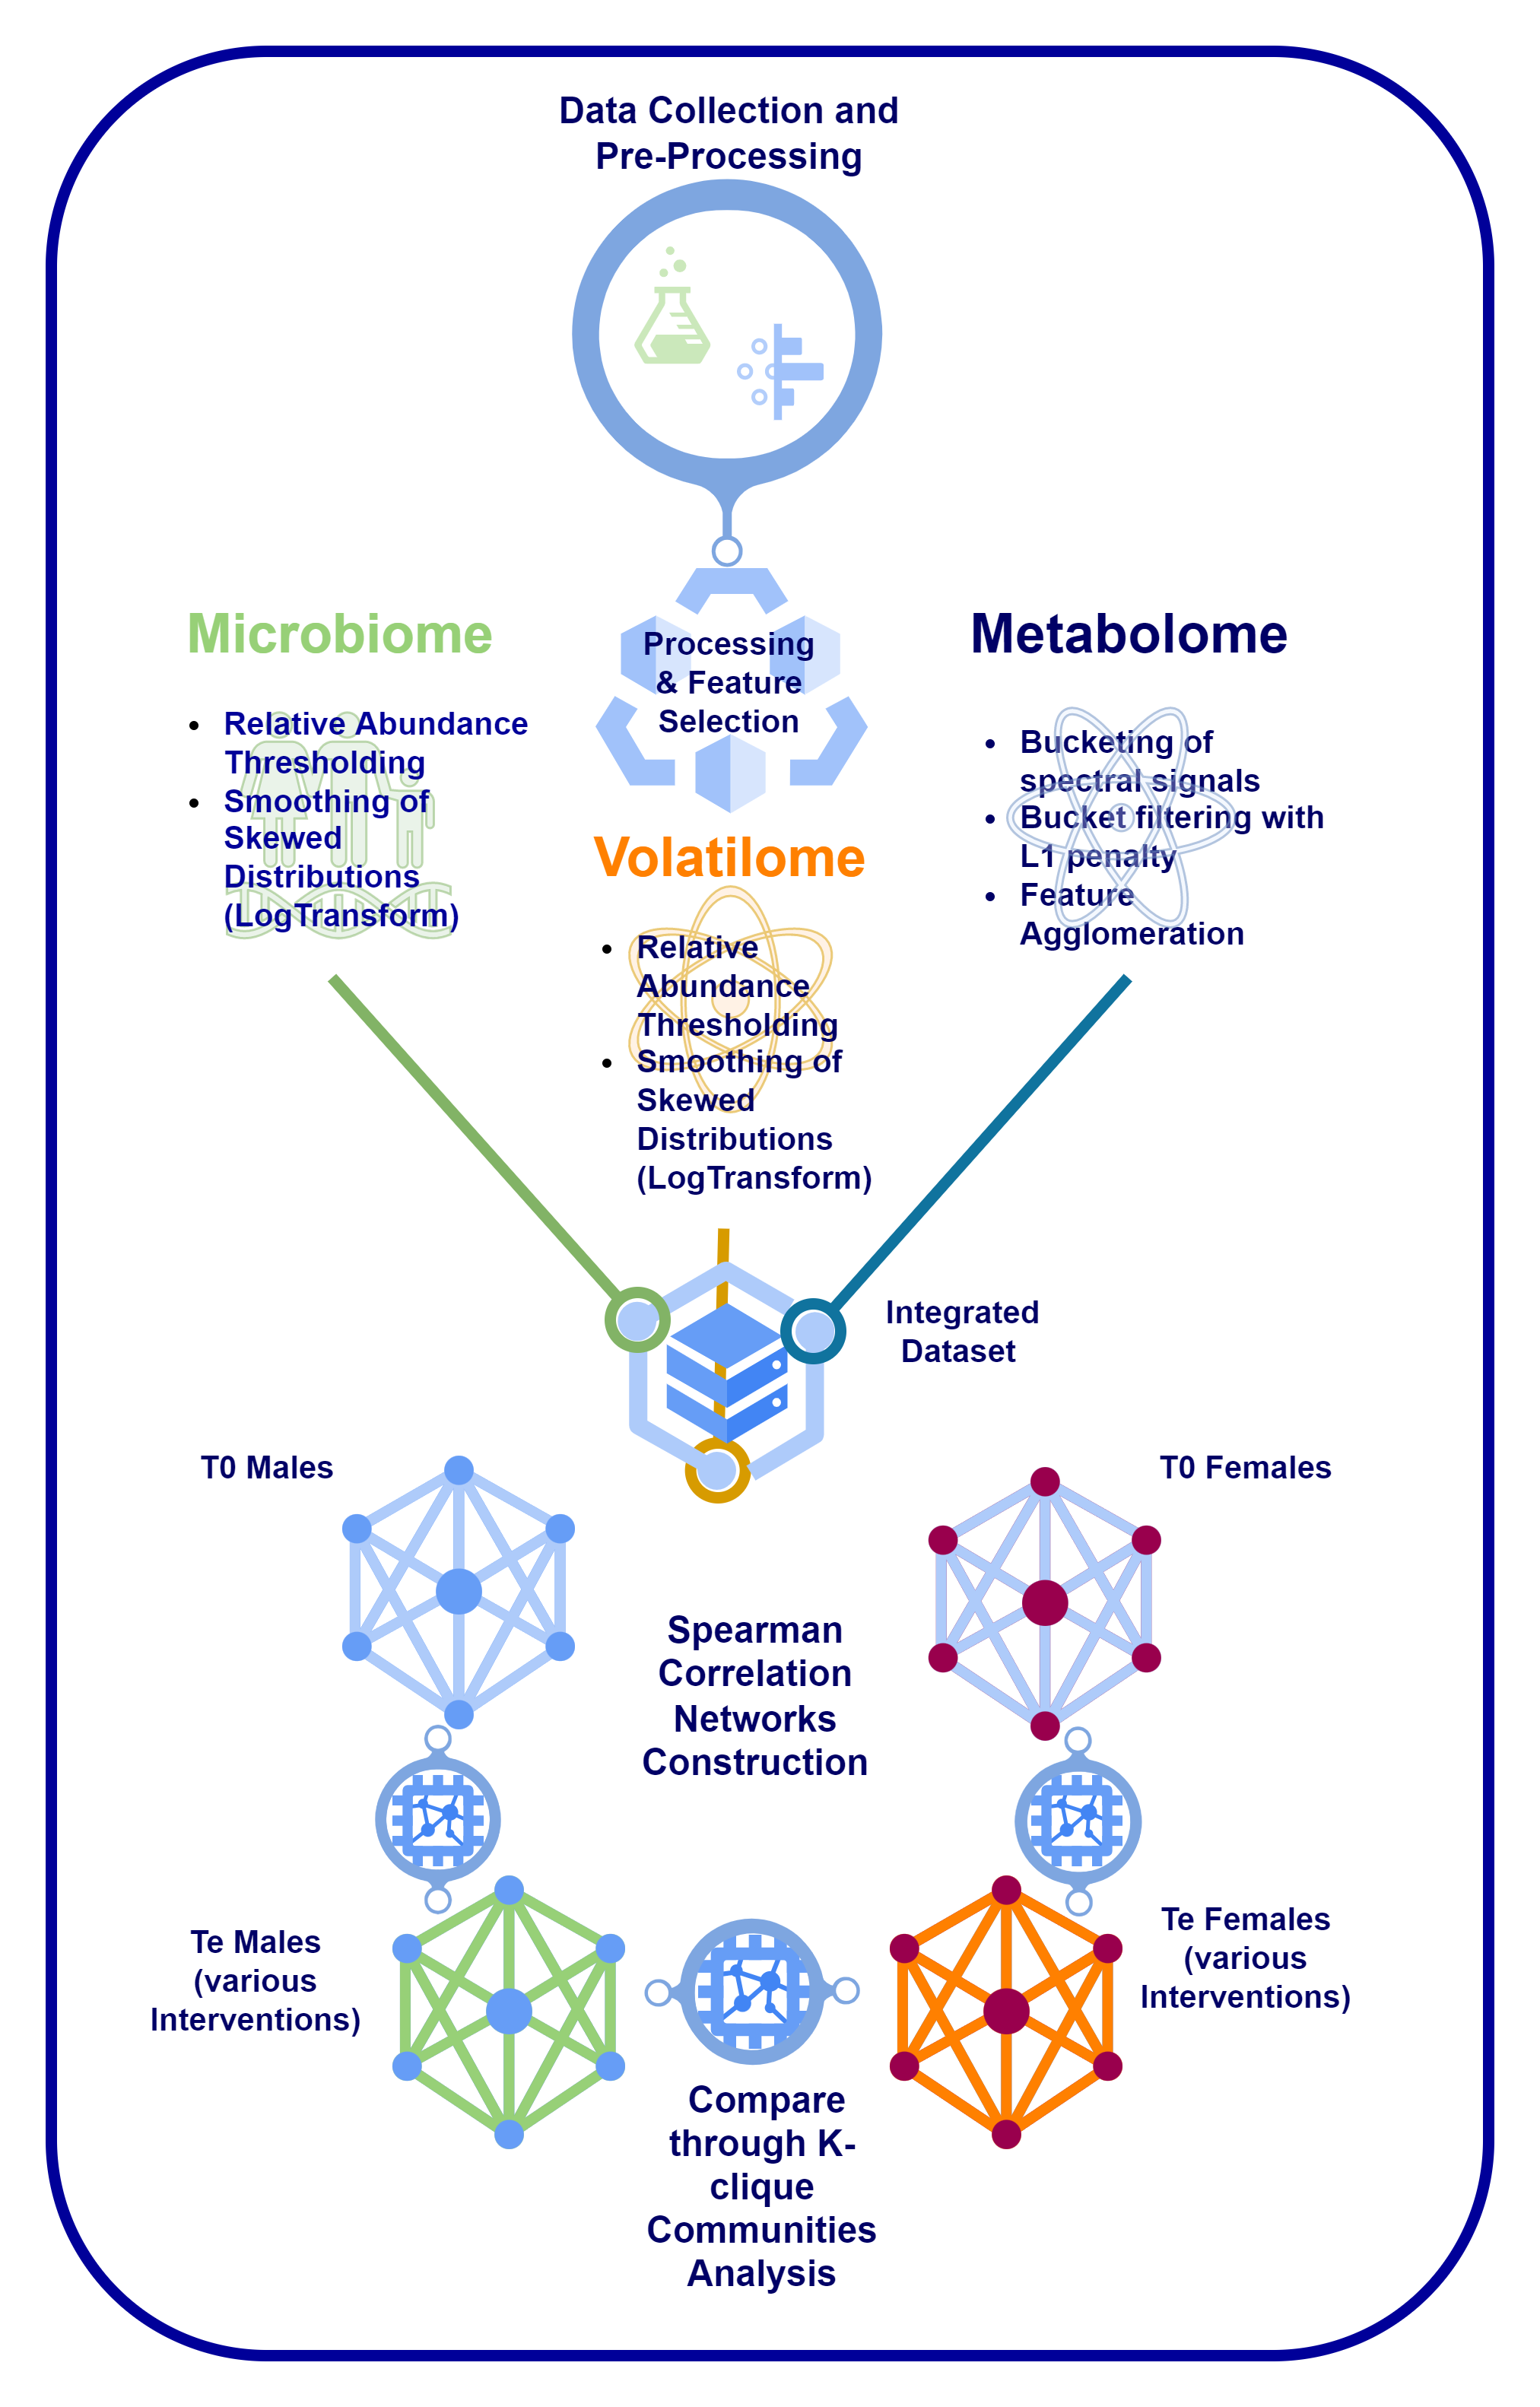 Data Collection and
Pre-Processing
Processing
& Feature
Selection
Microbiome
• Relative Abundance
Thresholding
• Smoothing of
Skewed
Distributions
(LogTransform)
Volatilome
• Relative
Abundance
Thresholding
• Smoothing of
Skewed
Distributions
(LogTransform)
Metabolome
• Bucketing of
spectral signals
• Bucket filtering with
L1 penalty
• Feature
Agglomeration
Integrated
Dataset
T0 Males
T0 Females
Spearman
Correlation
Networks
Construction
Te Males
(various
Interventions)
Te Females
(various
Interventions)
Compare
through K-
clique
Communities
Analysis